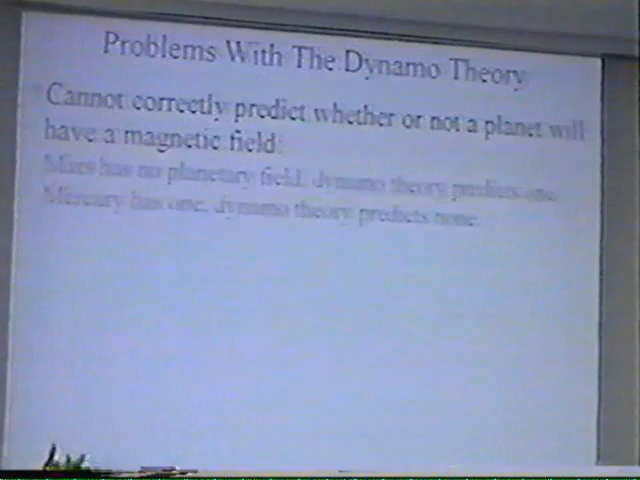 Problems With The Dynamo Theory
Cannot correctly predict whether or not a planet will
have a magnetic field:
Mars has no planetary field, dynamo theory predicts one
Mercury has one, dynamo theory predicts none.